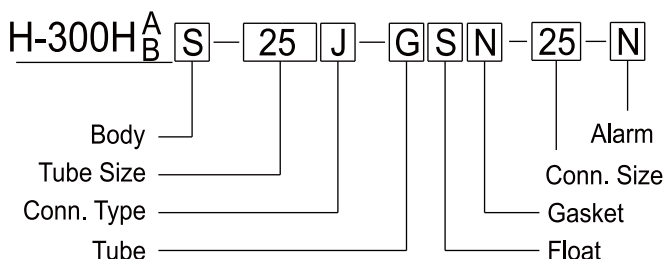 H-300H A B S - 25 J - G S N - 25 - N
Body
Alarm
Tube Size
Conn. Size
Conn. Type
Gasket
Tube
Float